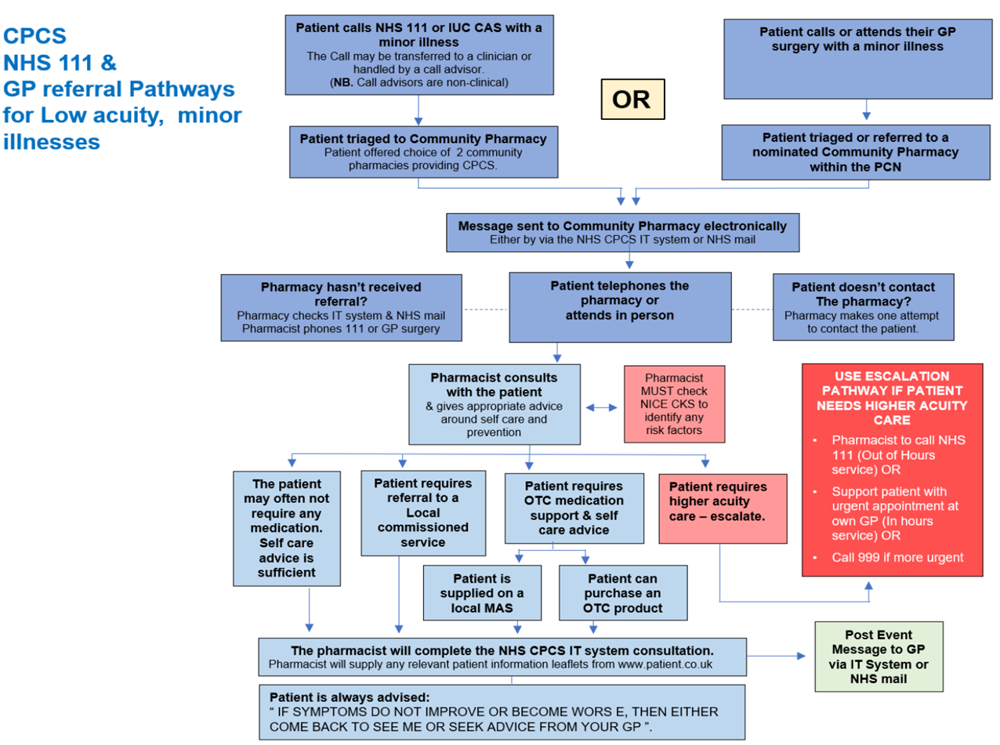 CPCS
NHS 111 &
GP referral Pathways
for Low acuity,  minor
illnesses
Patient calls NHS 111 or IUC CAS with a
minor illness
The Call may be transferred to a clinician or
handled by a call advisor.
(NB. Call advisors are non-clinical)
OR
Patient calls or attends their GP
surgery with a minor illness
Patient triaged to Community Pharmacy
Patient offered choice of  2 community
pharmacies providing CPCS.
Patient triaged or referred to a
nominated Community Pharmacy
within the PCN
Message sent to Community Pharmacy electronically
Either by via the NHS CPCS IT system or NHS mail
Pharmacy hasn’t received
referral?
Pharmacy checks IT system & NHS mail
Pharmacist phones 111 or GP surgery
Patient telephones the
pharmacy or
attends in person
Patient doesn’t contact
The pharmacy?
Pharmacy makes one attempt
to contact the patient.
Pharmacist consults
with the patient
& gives appropriate advice
around self care and
prevention
Pharmacist
MUST check
NICE CKS to
identify any
risk factors
USE ESCALATION
PATHWAY IF PATIENT
NEEDS HIGHER ACUITY
CARE
• Pharmacist to call NHS
111 (Out of Hours
service) OR
• Support patient with
urgent appointment at
own GP (In hours
service) OR
• Call 999 if more urgent
The patient
may often not
require any
medication.
Self care
advice is
sufficient
Patient requires
referral to a
Local
commissioned
service
Patient requires
OTC medication
support & self
care advice
Patient requires
higher acuity
care – escalate.
Patient is
supplied on a
local MAS
Patient can
purchase an
OTC product
The pharmacist will complete the NHS CPCS IT system consultation.
Pharmacist will supply any relevant patient information leaflets from www.patient.co.uk
Post Event
Message to GP
via IT System or
NHS mail
Patient is always advised:
“ IF SYMPTOMS DO NOT IMPROVE OR BECOME WORS E, THEN EITHER
COME BACK TO SEE ME OR SEEK ADVICE FROM YOUR GP ”.